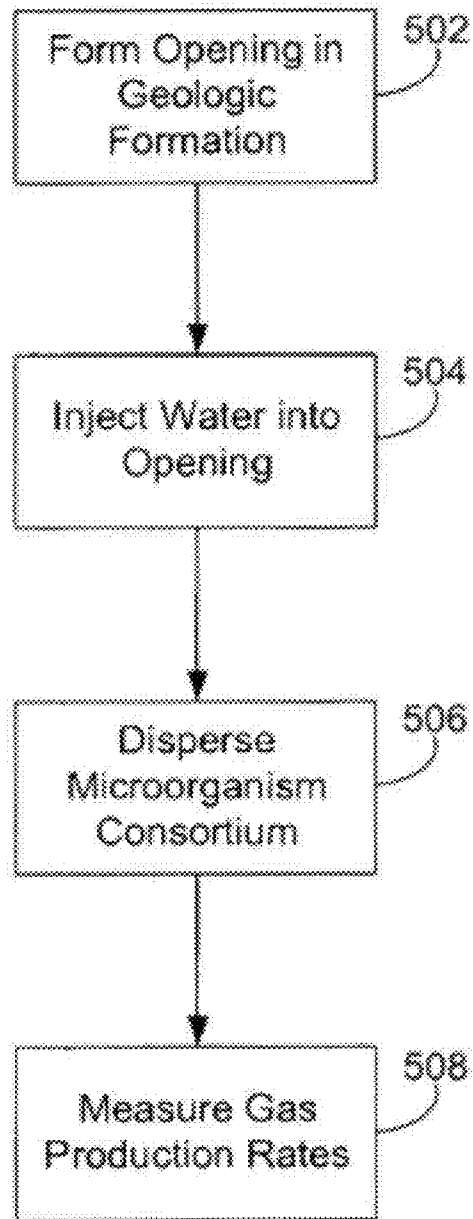 Form Opening in
Geologic
Formation
502
Inject Water into
Opening
504
Disperse
Microorganism
Consortium
506
Measure Gas
Production Rates
508